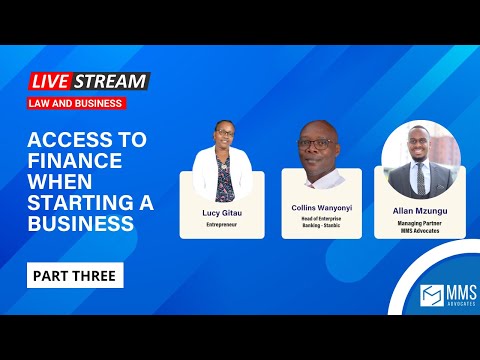 LIVE STREAM
LAW AND BUSINESS
ACCESS TO
FINANCE
WHEN
STARTING A
BUSINESS
PART THREE
Lucy Gitau
Entrepreneur
Collins Wanyonyi
Head of Enterprise
Banking - Stanbic
Allan Mzungu
Managing Partner
MMS Advocates
MMS
ADVOCATES